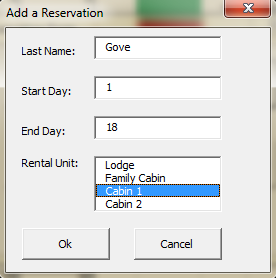 Add a Reservation
Last Name: Gove
Start Day: 1
End Day: 18
Rental Unit: Lodge
Family Cabin
Cabin 1
Cabin 2
Ok Cancel